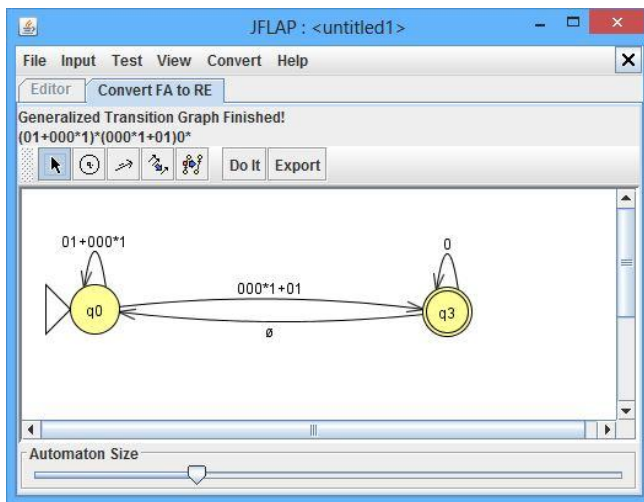 JFLAP : <untitled1>
File Input Test View Convert Help
Editor Convert FA to RE
Generalized Transition Graph Finished!
(01+000*1)*(000*1+01)0*
Do It Export
01+000*1
0
000*1+01
q0
q3
ø
Automaton Size